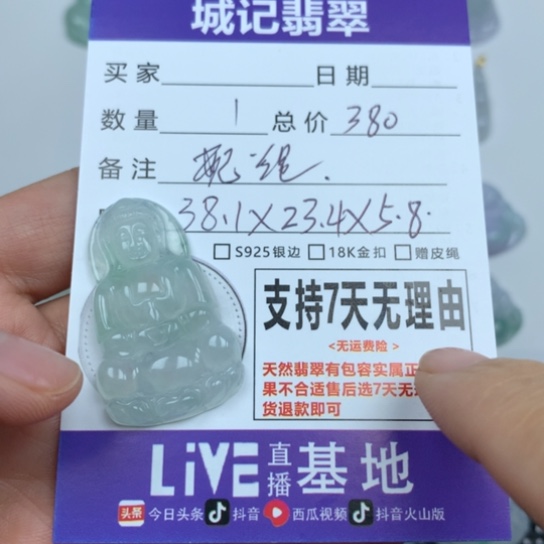 城记翡翠
买家 日期
数量 1 总价 380
备注 配绳.
38.1X23.4X5.8
S925银边 18K金扣 赠皮绳
支持7天无理由
<无运费险>
天然翡翠有包容实属正
果不合适售后选7天无
货退款即可
LiVE 直播 基地
头条 今日头条 抖音 西瓜视频 抖音火山版